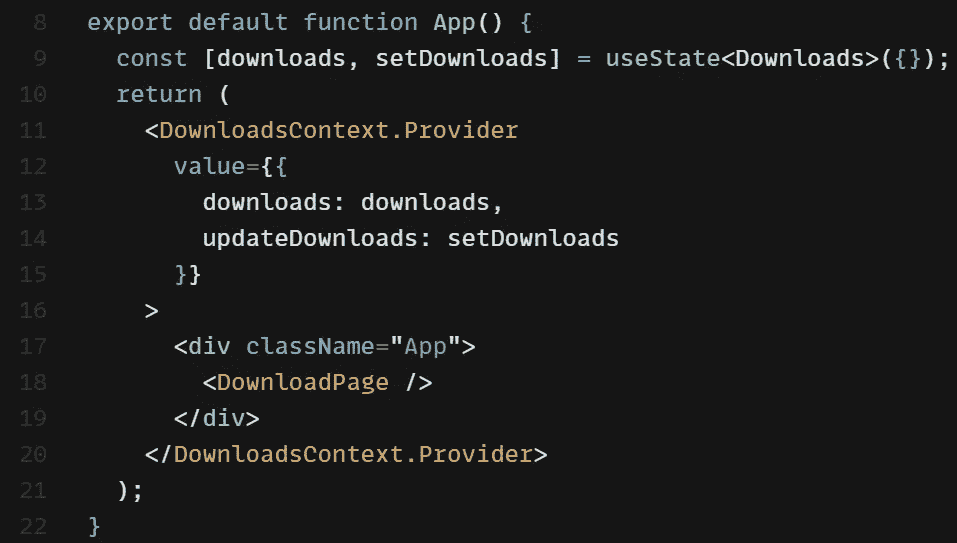 8 export default function App() {
9 const [downloads, setDownloads] = useState<Downloads>({});
10 return (
11 <DownloadsContext.Provider
12 value={{
13 downloads: downloads,
14 updateDownloads: setDownloads
15 }}
16 >
17 <div className="App">
18 <DownloadPage />
19 </div>
20 </DownloadsContext.Provider>
21 );
22 }